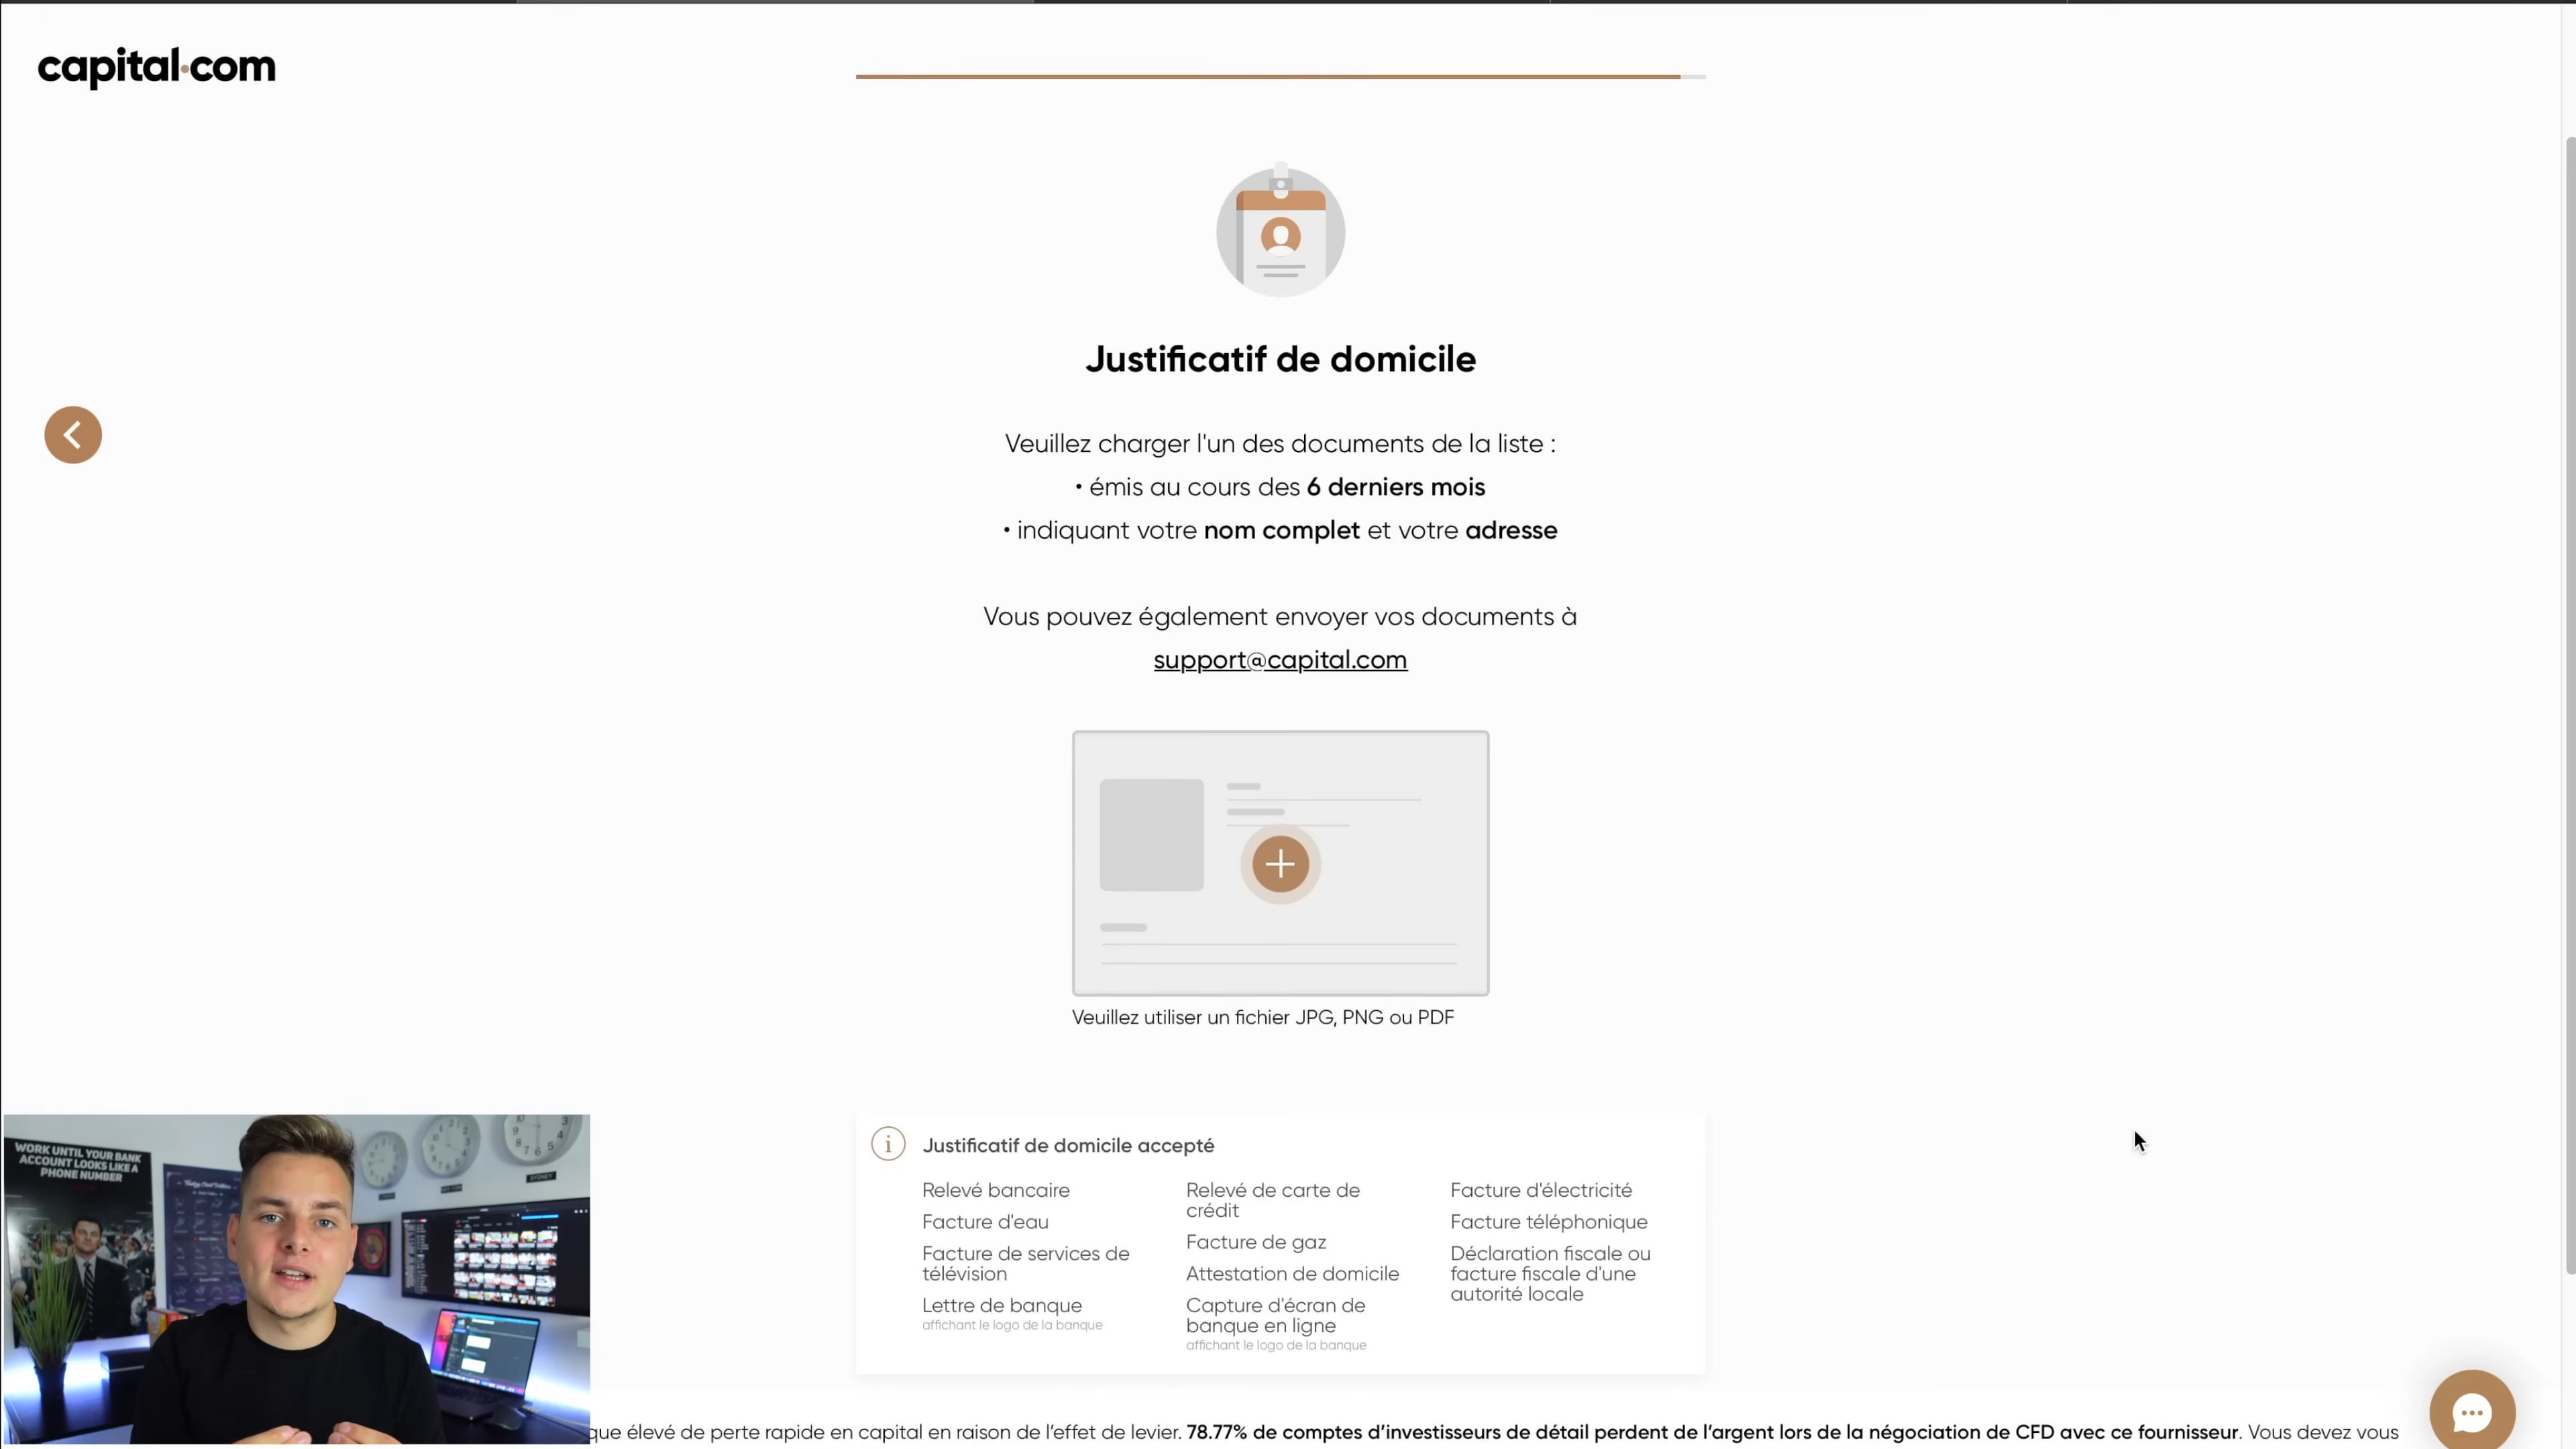 capital.com
Justificatif de domicile
Veuillez charger l'un des documents de la liste :
• émis au cours des 6 derniers mois
• indiquant votre nom complet et votre adresse
Vous pouvez également envoyer vos documents à
support@capital.com
Veuillez utiliser un fichier JPG, PNG ou PDF
Justificatif de domicile accepté
Relevé bancaire
Facture d'eau
Facture de services de
télévision
Lettre de banque
affichant le logo de la banque
Relevé de carte de
crédit
Facture de gaz
Attestation de domicile
Capture d'écran de
banque en ligne
affichant le logo de la banque
Facture d'électricité
Facture téléphonique
Déclaration fiscale ou
facture fiscale d'une
autorité locale
WORK UNTIL YOUR BANK
ACCOUNT LOOKS LIKE A
PHONE NUMBER
SYDNEY
que élevé de perte rapide en capital en raison de l'effet de levier. 78.77% de comptes d'investisseurs de détail perdent de l'argent lors de la négociation de CFD avec ce fournisseur. Vous devez vous